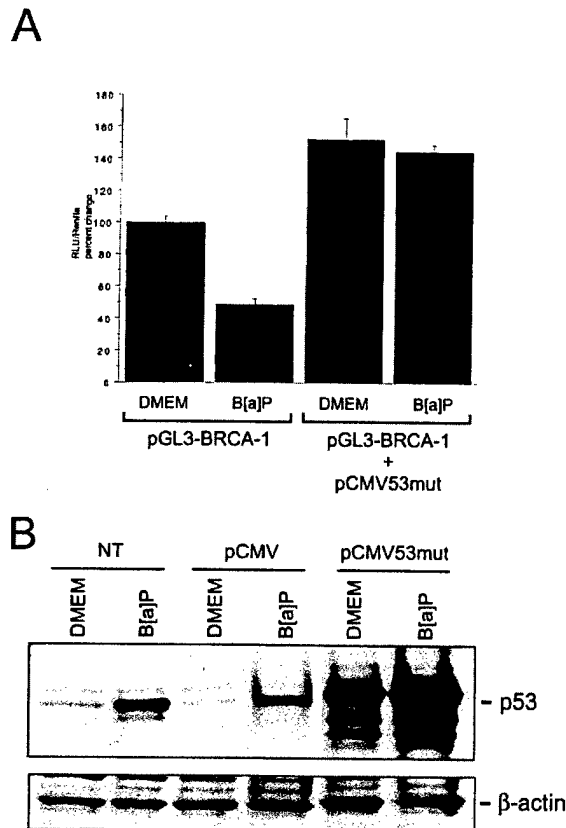 A
180
160
140
120
100
80
60
40
20
0
RLU/Renilla
percent change
DMEM B[a]P DMEM B[a]P
pGL3-BRCA-1 pGL3-BRCA-1
+
pCMV53mut
B
NT pCMV pCMV53mut
DMEM B[a]P DMEM B[a]P DMEM B[a]P
- p53
- β-actin